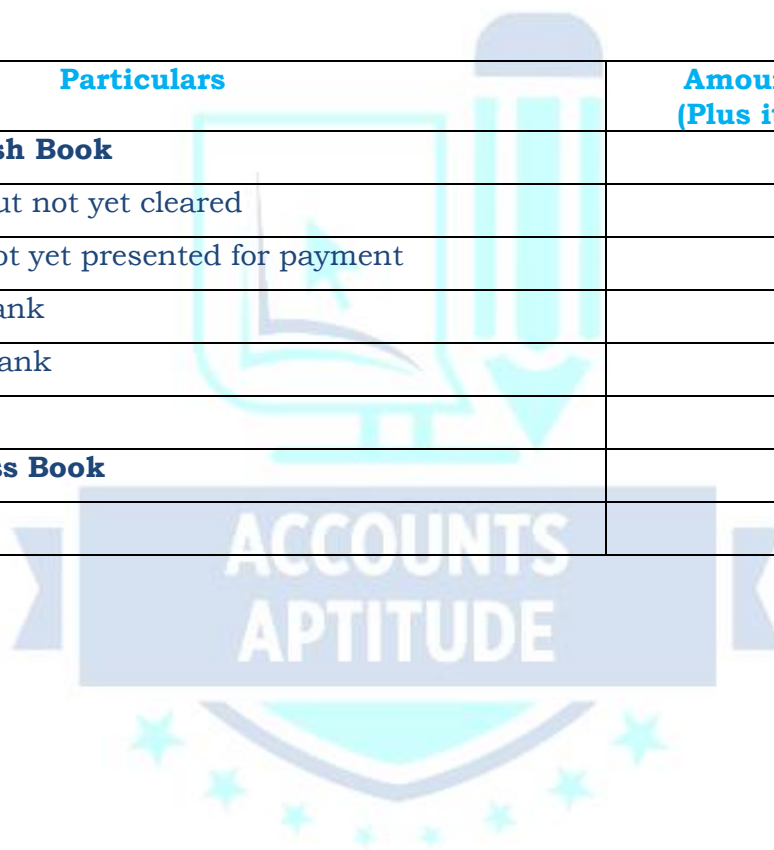 Particulars
Amou
(Plus i
sh Book
ut not yet cleared
ot yet presented for payment
ank
ank
ss Book
ACCOUNTS
APTITUDE